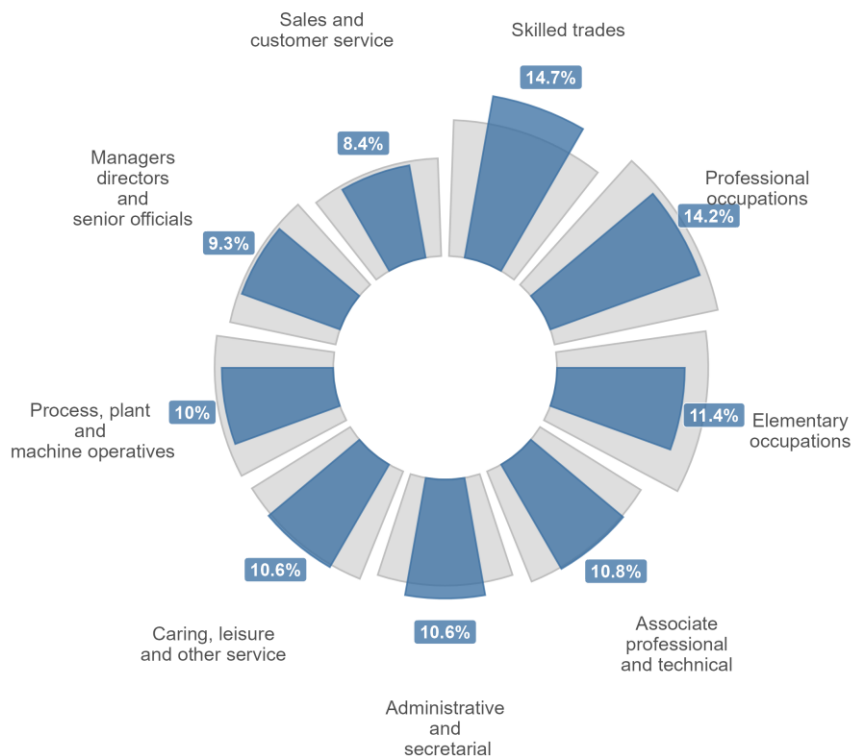 Sales and
customer service
8.4%
Skilled trades
14.7%
Professional
occupations
14.2%
Elementary
occupations
11.4%
Associate
professional
and technical
10.8%
Administrative
and
secretarial
10.6%
Caring, leisure
and other service
10.6%
Process, plant
and
machine operatives
10%
Managers
directors
and
senior officials
9.3%